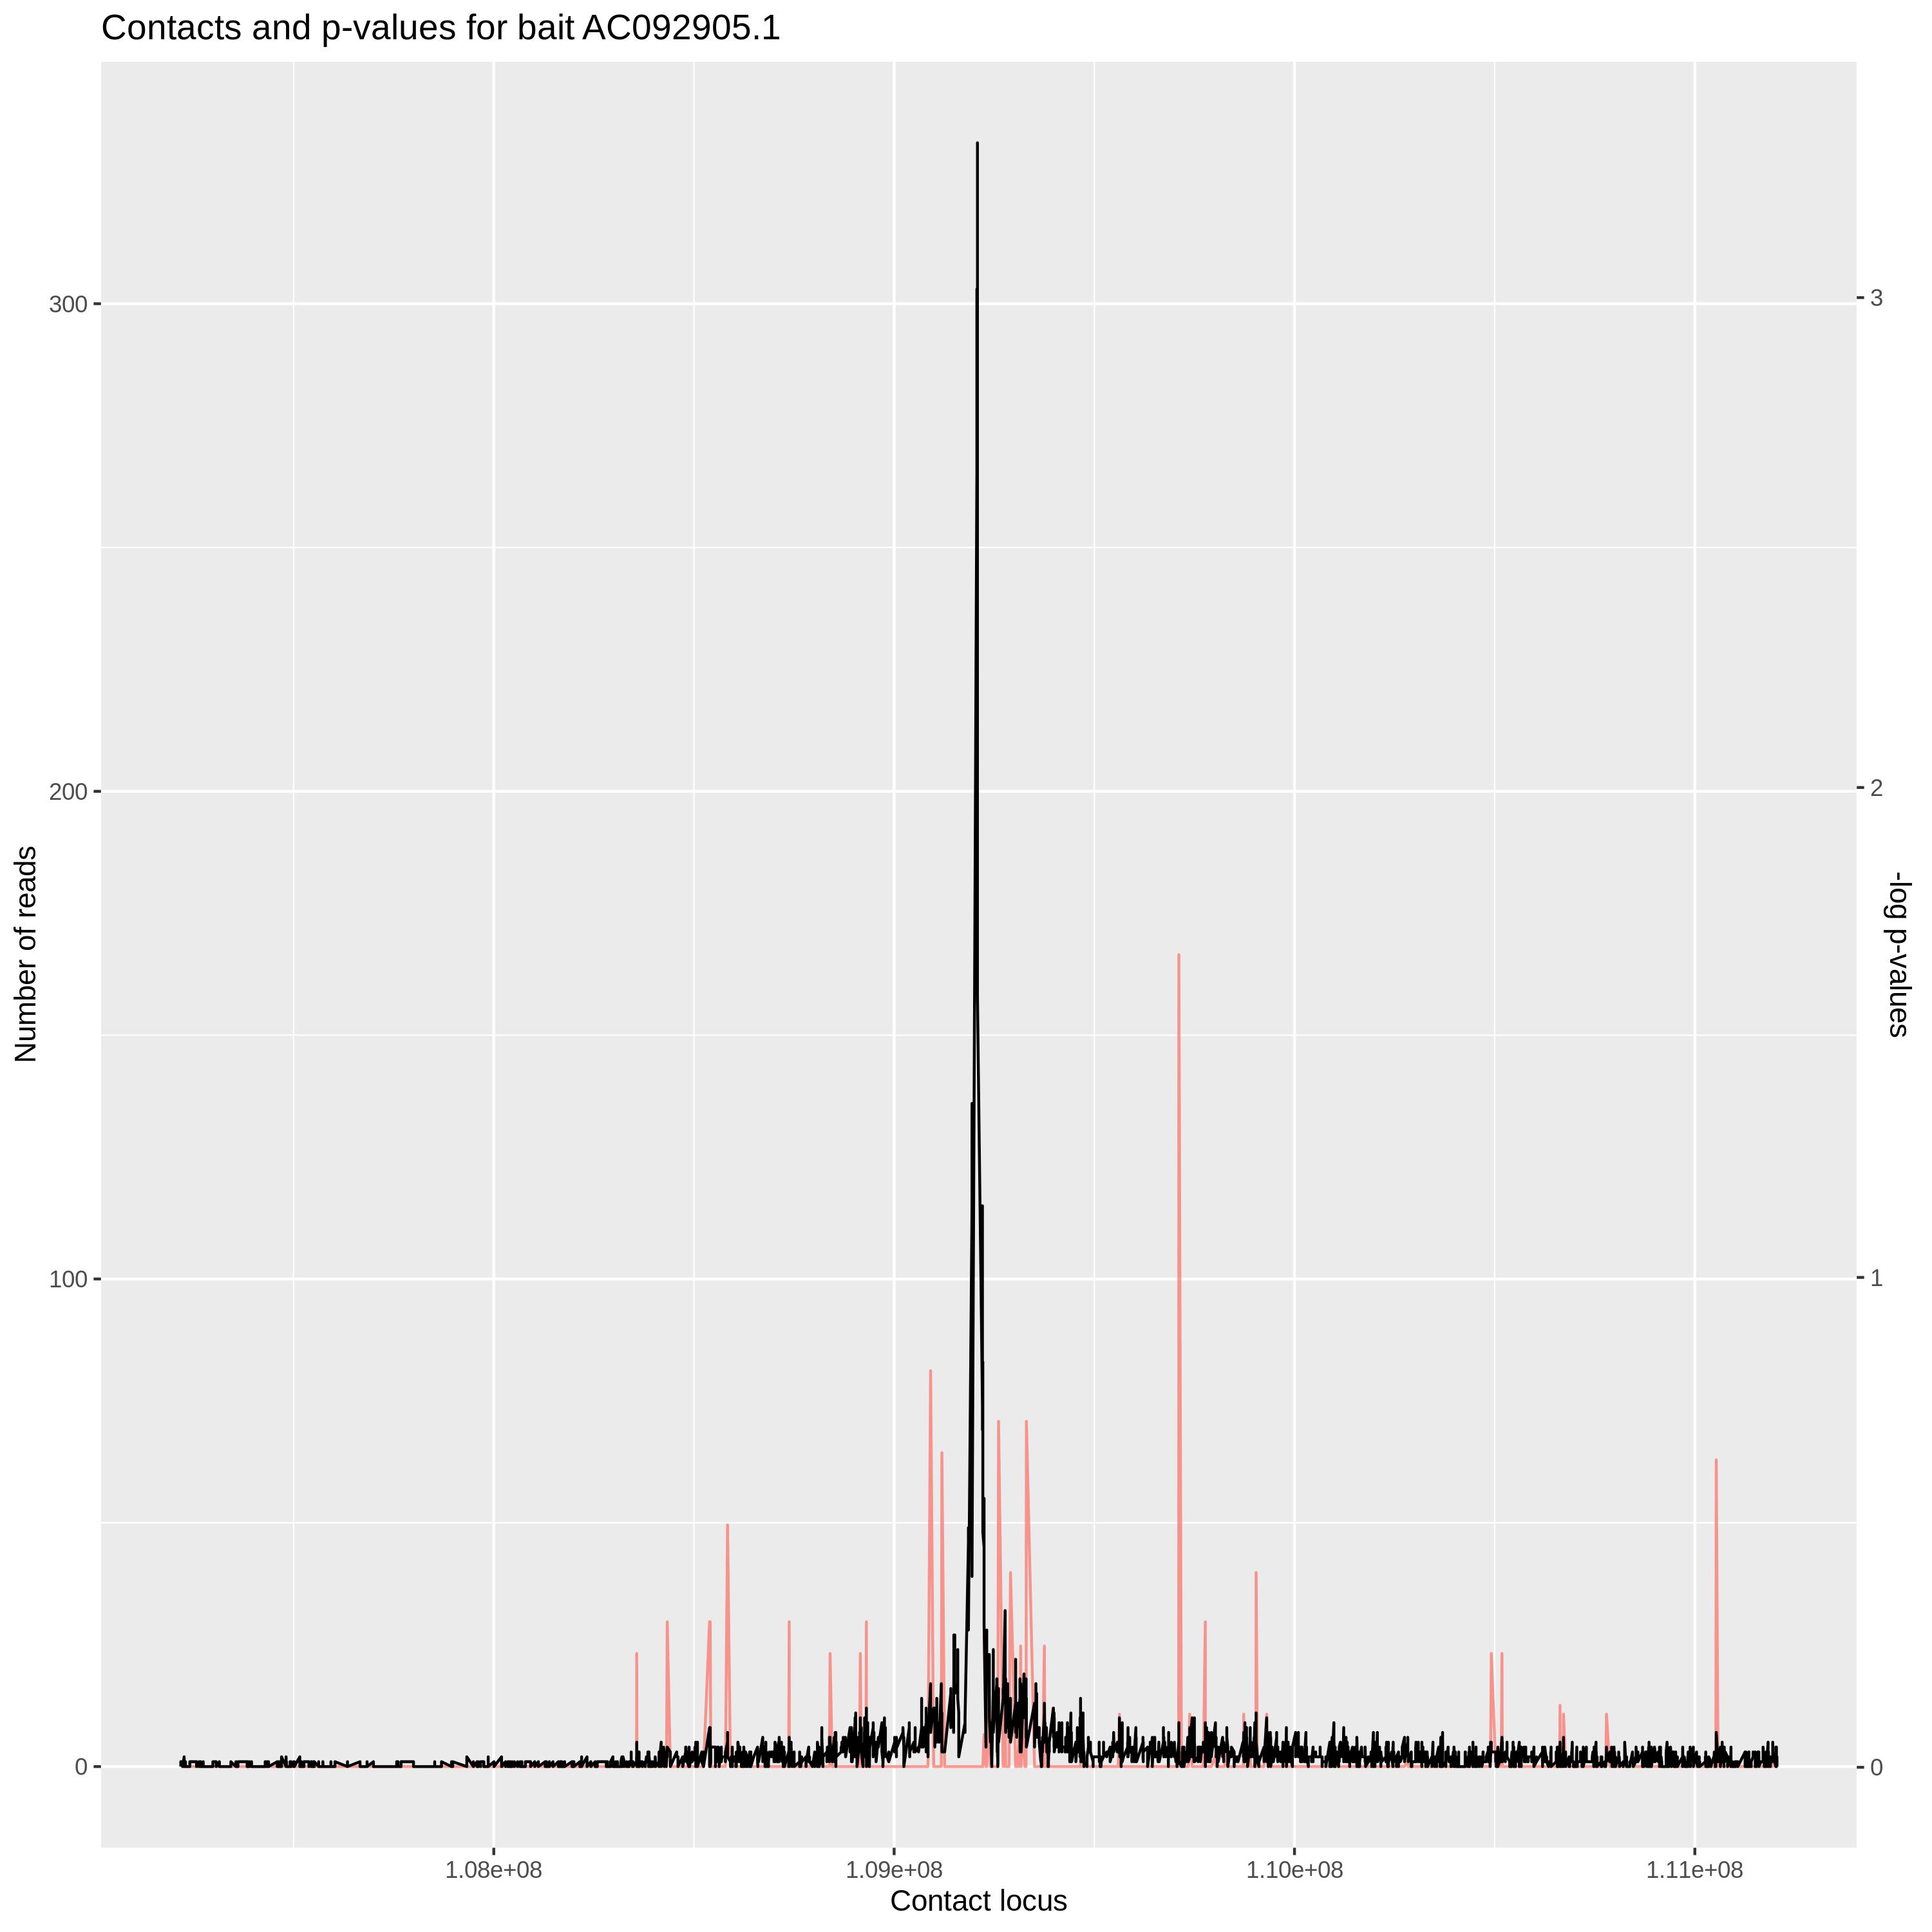 Contacts and p-values for bait AC092905.1
300
200
100
0
Number of reads
3
2
1
0
-log p-values
1.08e+08
1.09e+08
1.10e+08
1.11e+08
Contact locus